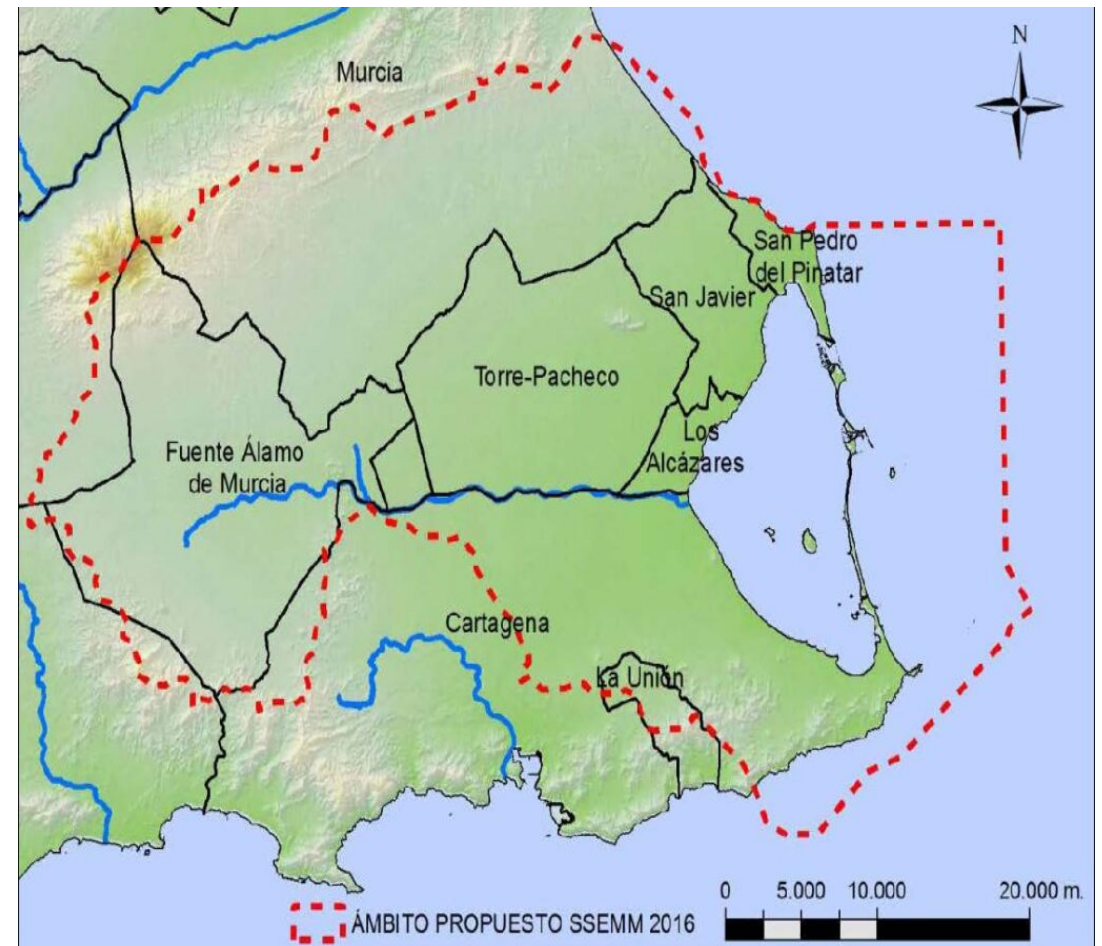 N
Murcia
San Pedro
del Pinatar
San Javier
Torre-Pacheco
Los
Alcázares
Fuente Álamo
de Murcia
Cartagena
La Unión
0 5.000 10.000 20.000 m.
ÁMBITO PROPUESTO SSEMM 2016